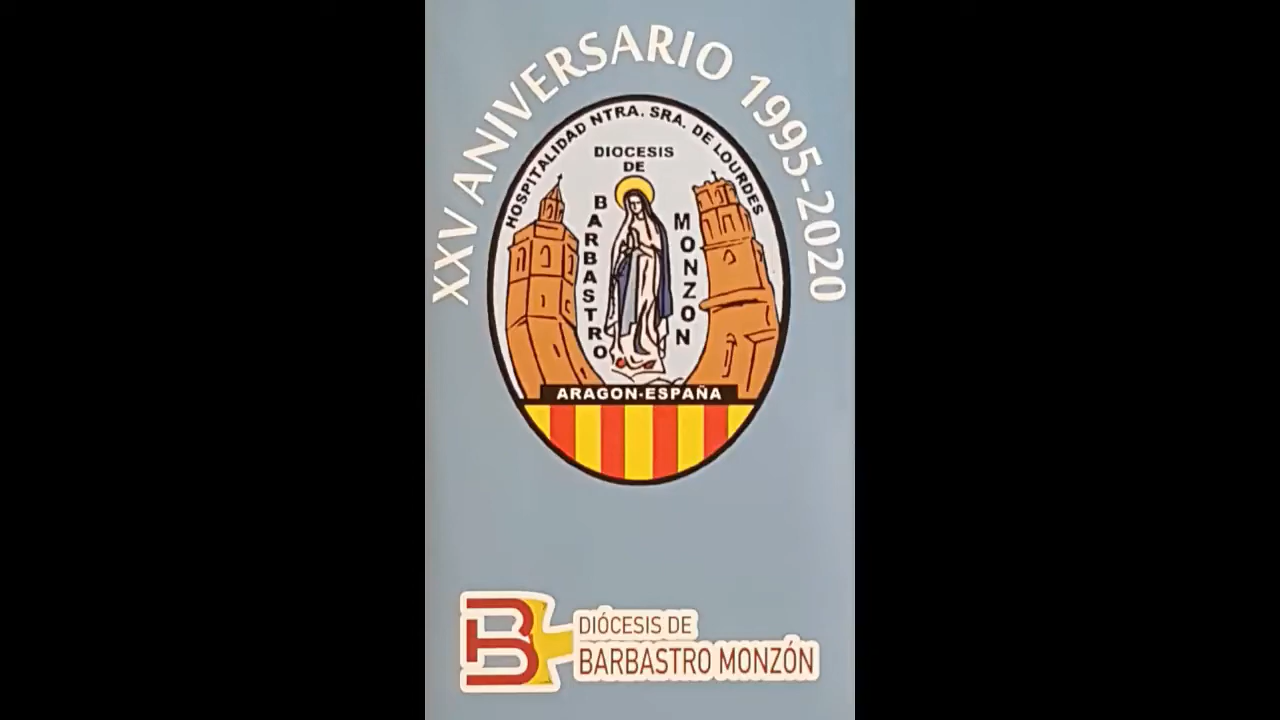 XXV ANIVERSARIO 1995-2020
HOSPITALIDAD NTRA. SRA. DE LOURDES
DIOCESIS
DE
BARBASTRO
MONZON
ARAGON-ESPAÑA
DIÓCESIS DE
BARBASTRO MONZÓN